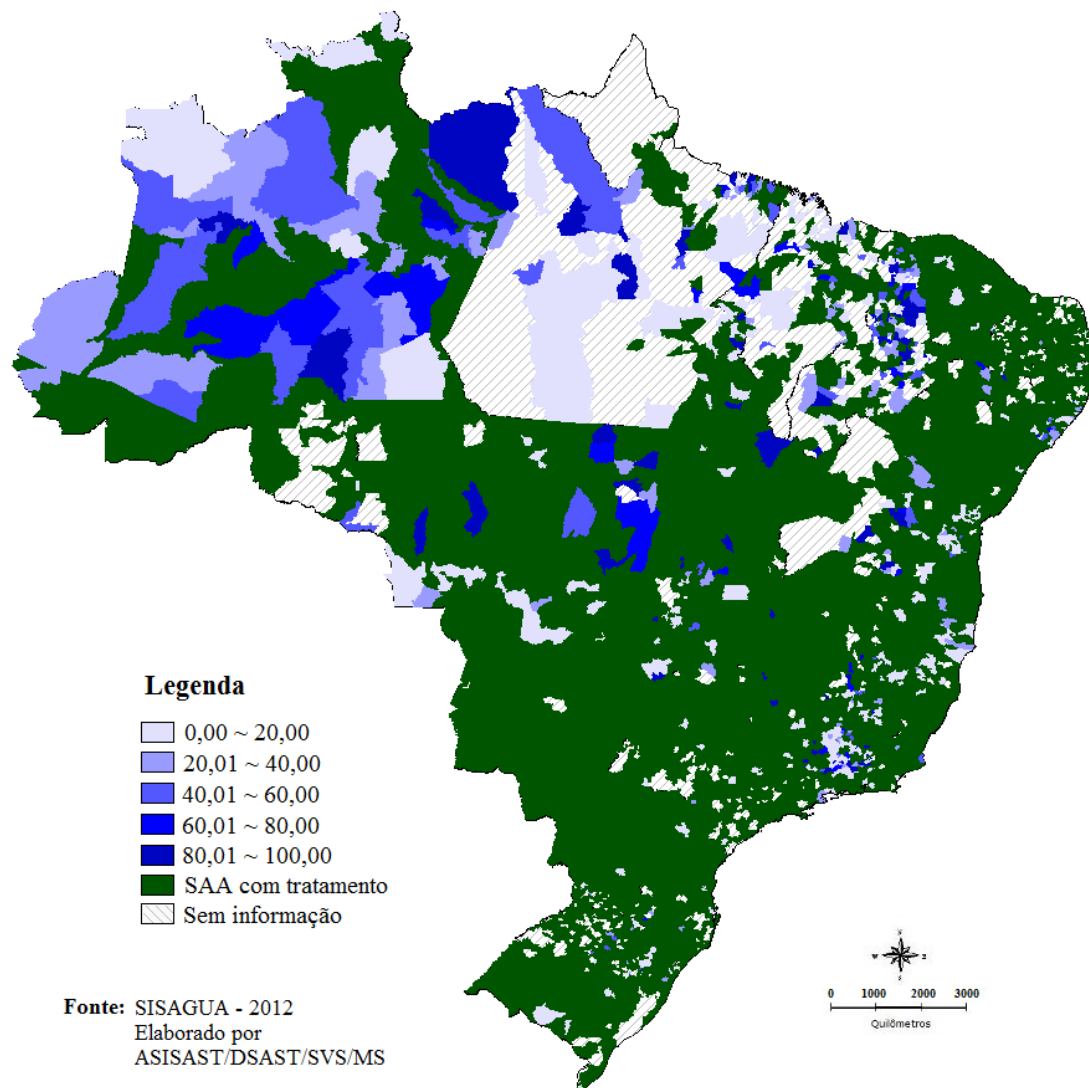 Legenda
0,00 ~ 20,00
20,01 ~ 40,00
40,01 ~ 60,00
60,01 ~ 80,00
80,01 ~ 100,00
SAA com tratamento
Sem informação
Fonte: SISAGUA - 2012
Elaborado por
ASISAST/DSAST/SVS/MS
0 1000 2000 3000
Quilômetros